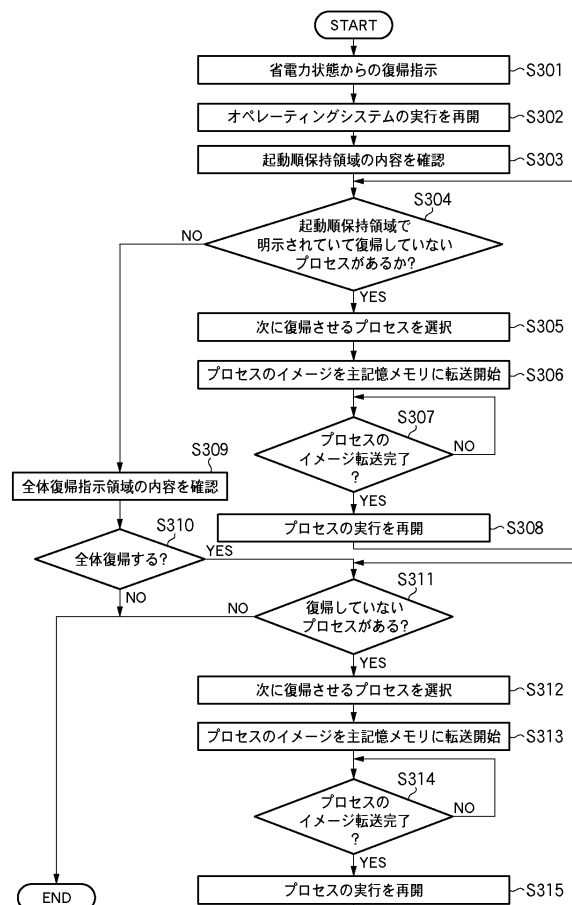 START
省電力状態からの復帰指示
S301
オペレーティングシステムの実行を再開
S302
起動順保持領域の内容を確認
S303
S304
起動順保持領域で
明示されていて復帰していない
プロセスがあるか?
NO
YES
次に復帰させるプロセスを選択
S305
プロセスのイメージを主記憶メモリに転送開始
S306
S307
プロセスの
イメージ転送完了
?
NO
YES
プロセスの実行を再開
S308
S309
全体復帰指示領域の内容を確認
S310
全体復帰する?
YES
NO
S311
復帰していない
プロセスがある?
NO
YES
次に復帰させるプロセスを選択
S312
プロセスのイメージを主記憶メモリに転送開始
S313
S314
プロセスの
イメージ転送完了
?
NO
YES
プロセスの実行を再開
S315
END